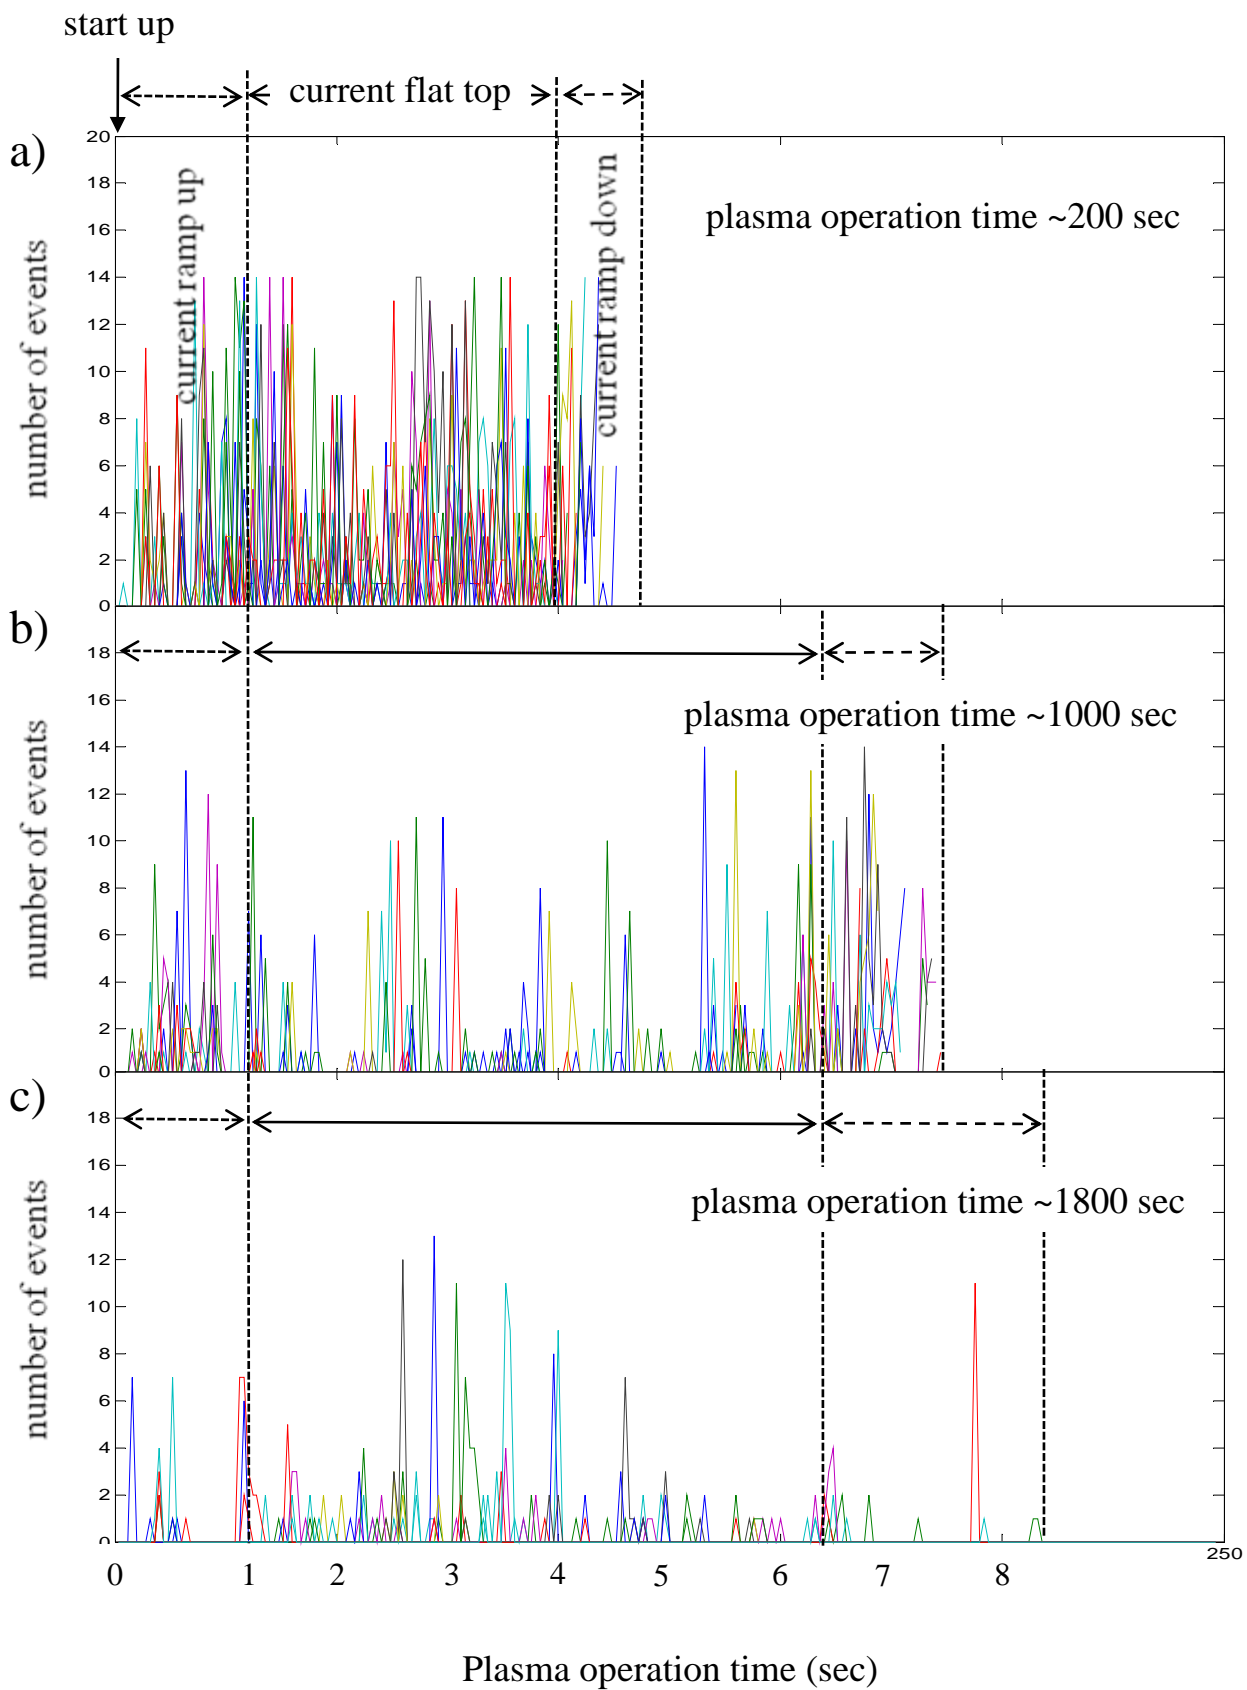 start up
current flat top
a)
20
18
16
14
12
10
8
6
4
2
0
number of events
current ramp up
current ramp down
plasma operation time ~200 sec
b)
18
16
14
12
10
8
6
4
2
0
number of events
plasma operation time ~1000 sec
c)
18
16
14
12
10
8
6
4
2
0
number of events
plasma operation time ~1800 sec
250
0 1 2 3 4 5 6 7 8
Plasma operation time (sec)